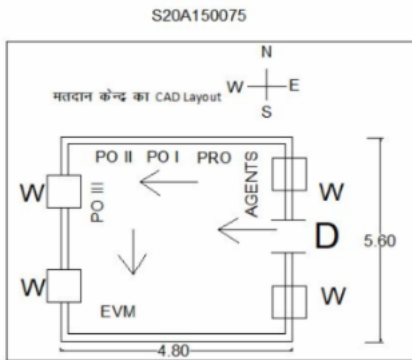 S20A150075
N
मतदान केन्द्र का CAD Layout W E
S
PO II PO I PRO
AGENTS
PO III
W
W
W
W
D
5.60
EVM
4.80